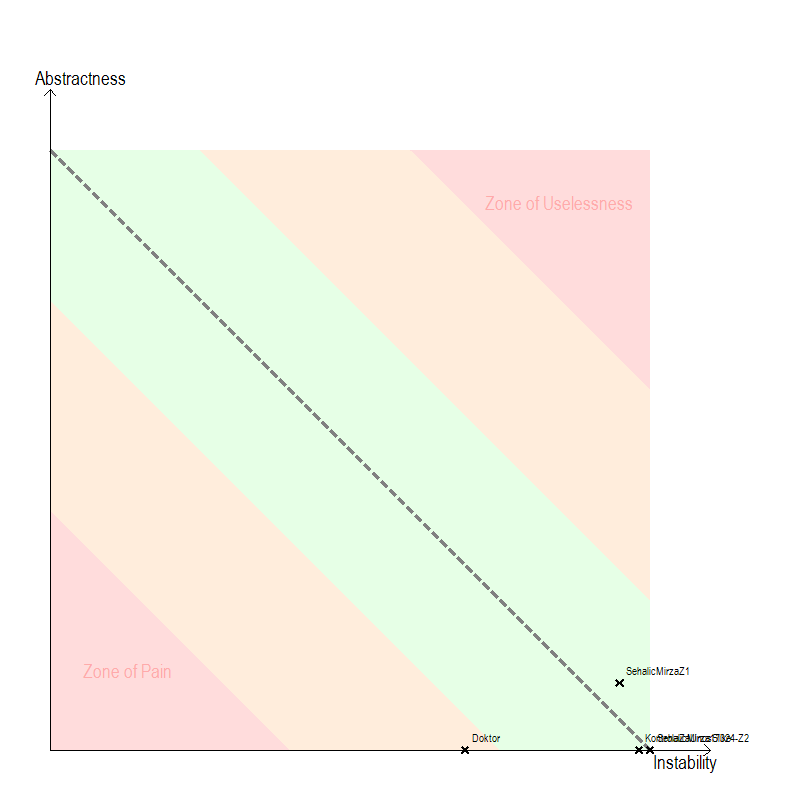 Abstractness
Zone of Uselessness
Zone of Pain
SehalicMirzaZ1
Doktor
Instability